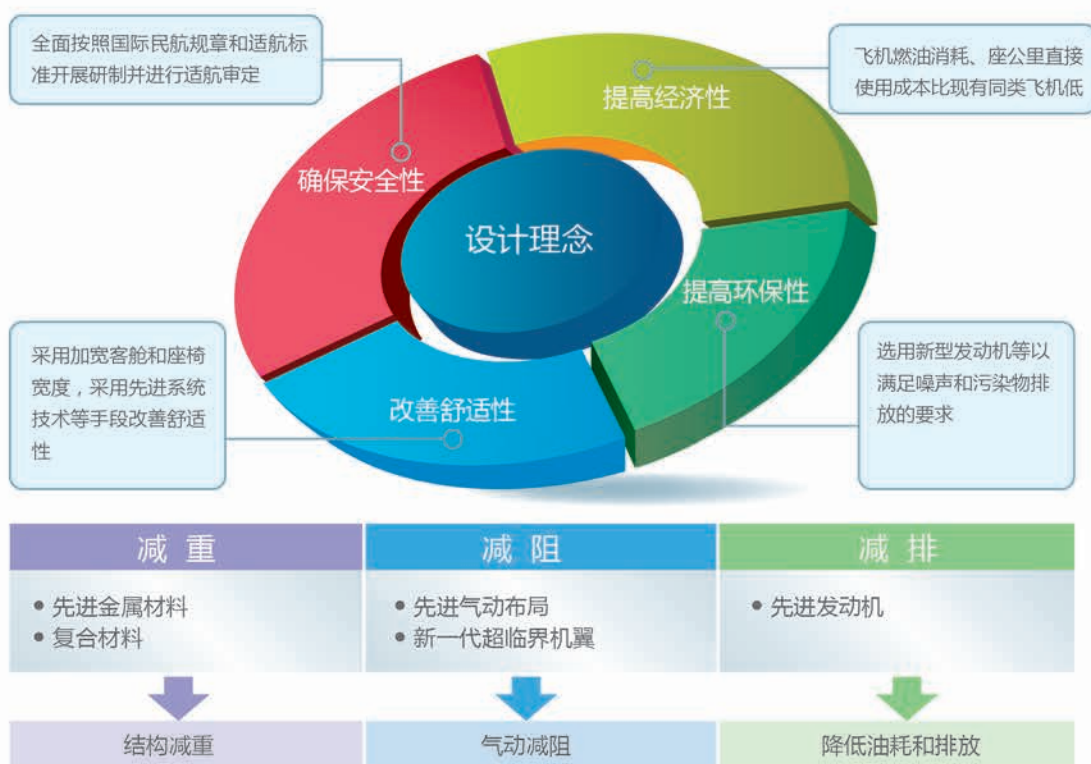 全面按照国际民航规章和适航标
准开展研制并进行适航审定
飞机燃油消耗、座公里直接
使用成本比现有同类飞机低
提高经济性
确保安全性
设计理念
提高环保性
改善舒适性
采用加宽客舱和座椅
宽度，采用先进系统
技术等手段改善舒适
性
选用新型发动机等以
满足噪声和污染物排
放的要求
减 重
• 先进金属材料
• 复合材料
结构减重
减 阻
• 先进气动布局
• 新一代超临界机翼
气动减阻
减 排
• 先进发动机
降低油耗和排放